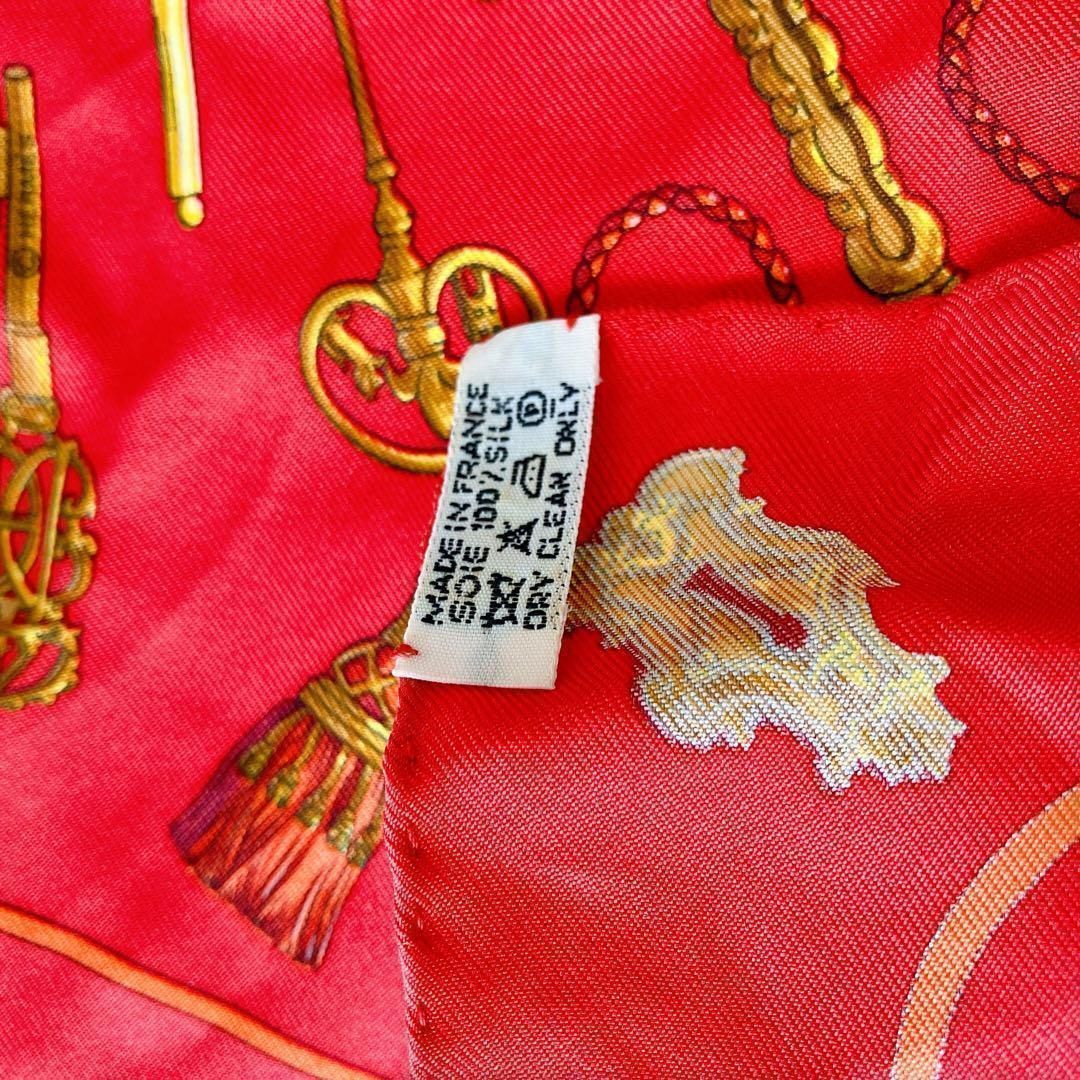 MADE IN FRANCE
SOIE 100% SILK
P
DRY CLEAN ONLY